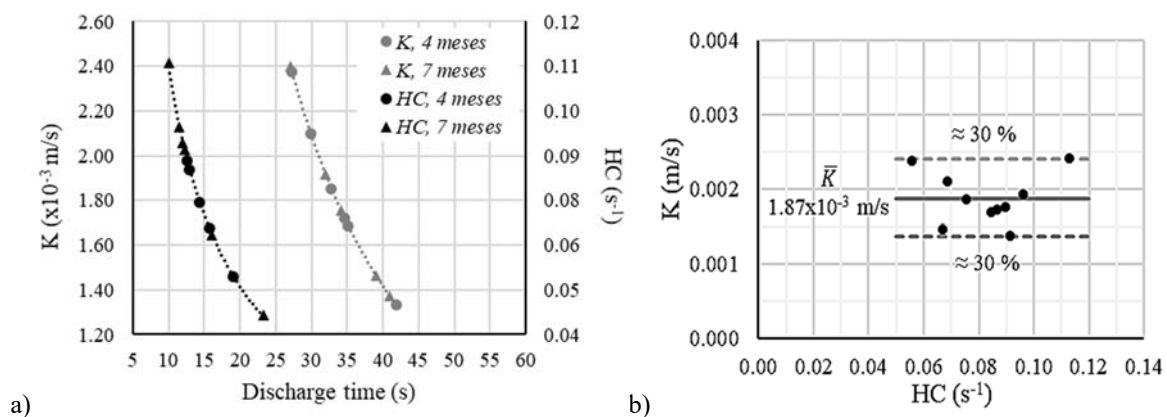 2.60
2.40
2.20
2.00
1.80
1.60
1.40
1.20
K (x10⁻³ m/s)
5 10 15 20 25 30 35 40 45 50 55 60
Discharge time (s)
0.12
0.11
0.10
0.09
0.07
0.06
0.05
0.04
HC (s⁻¹)
K, 4 meses
K, 7 meses
HC, 4 meses
HC, 7 meses
a)
0.004
0.003
0.002
0.001
0.000
K (m/s)
≈ 30 %
K̅
1.87x10⁻³ m/s
≈ 30 %
0.00 0.02 0.04 0.06 0.08 0.10 0.12 0.14
HC (s⁻¹)
b)